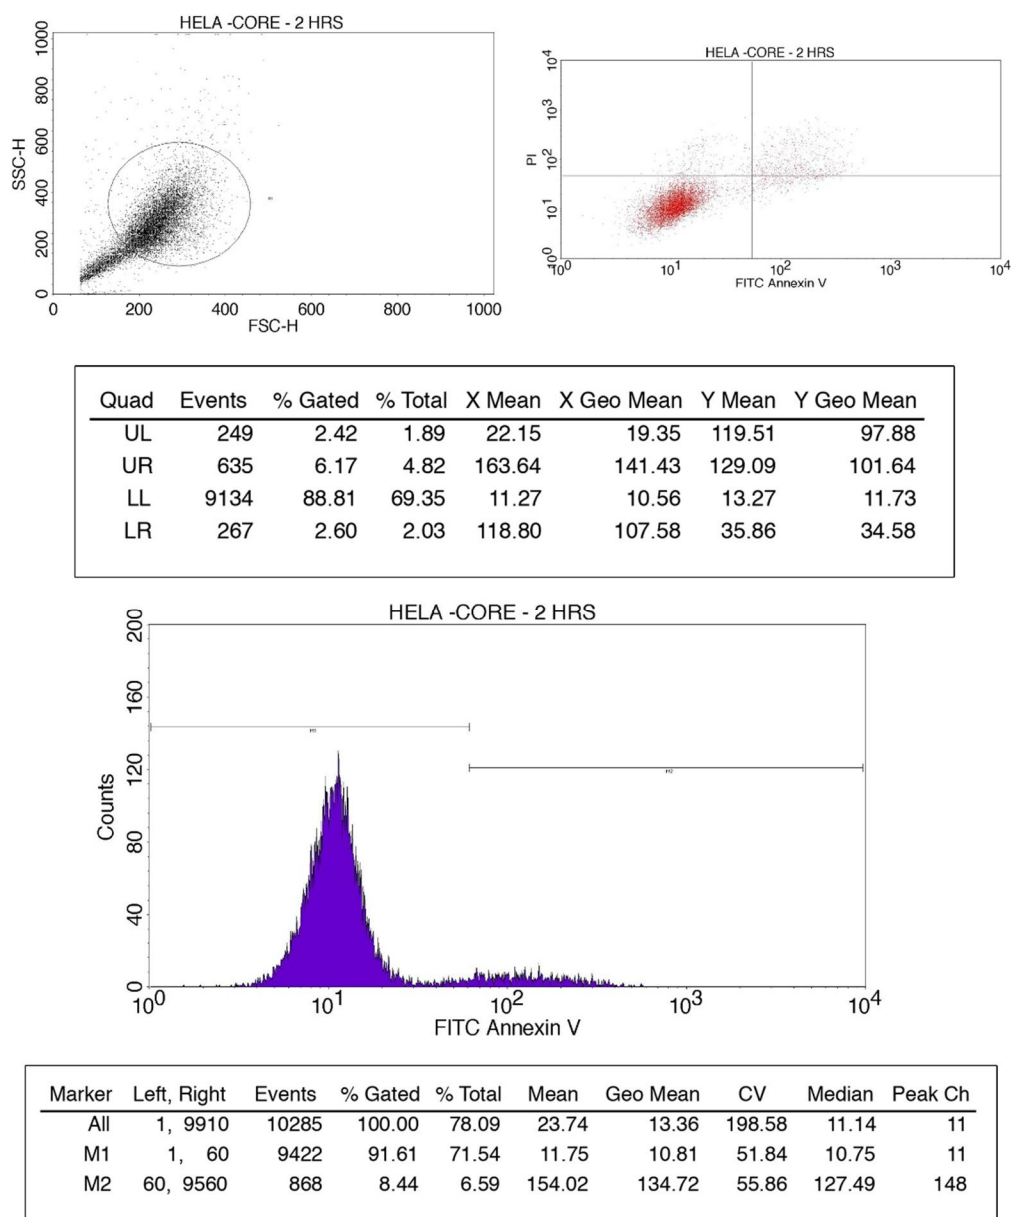 HELA -CORE - 2 HRS
1000
800
600
400
200
0
SSC-H
0 200 400 600 800 1000
FSC-H
HELA -CORE - 2 HRS
10^4
10^3
10^2
10^1
10^0
PI
10^0 10^1 10^2 10^3 10^4
FITC Annexin V
Quad Events % Gated % Total X Mean X Geo Mean Y Mean Y Geo Mean
UL 249 2.42 1.89 22.15 19.35 119.51 97.88
UR 635 6.17 4.82 163.64 141.43 129.09 101.64
LL 9134 88.81 69.35 11.27 10.56 13.27 11.73
LR 267 2.60 2.03 118.80 107.58 35.86 34.58
HELA -CORE - 2 HRS
200
160
120
80
40
0
Counts
M1
M2
10^0 10^1 10^2 10^3 10^4
FITC Annexin V
Marker Left, Right Events % Gated % Total Mean Geo Mean CV Median Peak Ch
All 1, 9910 10285 100.00 78.09 23.74 13.36 198.58 11.14 11
M1 1, 60 9422 91.61 71.54 11.75 10.81 51.84 10.75 11
M2 60, 9560 868 8.44 6.59 154.02 134.72 55.86 127.49 148